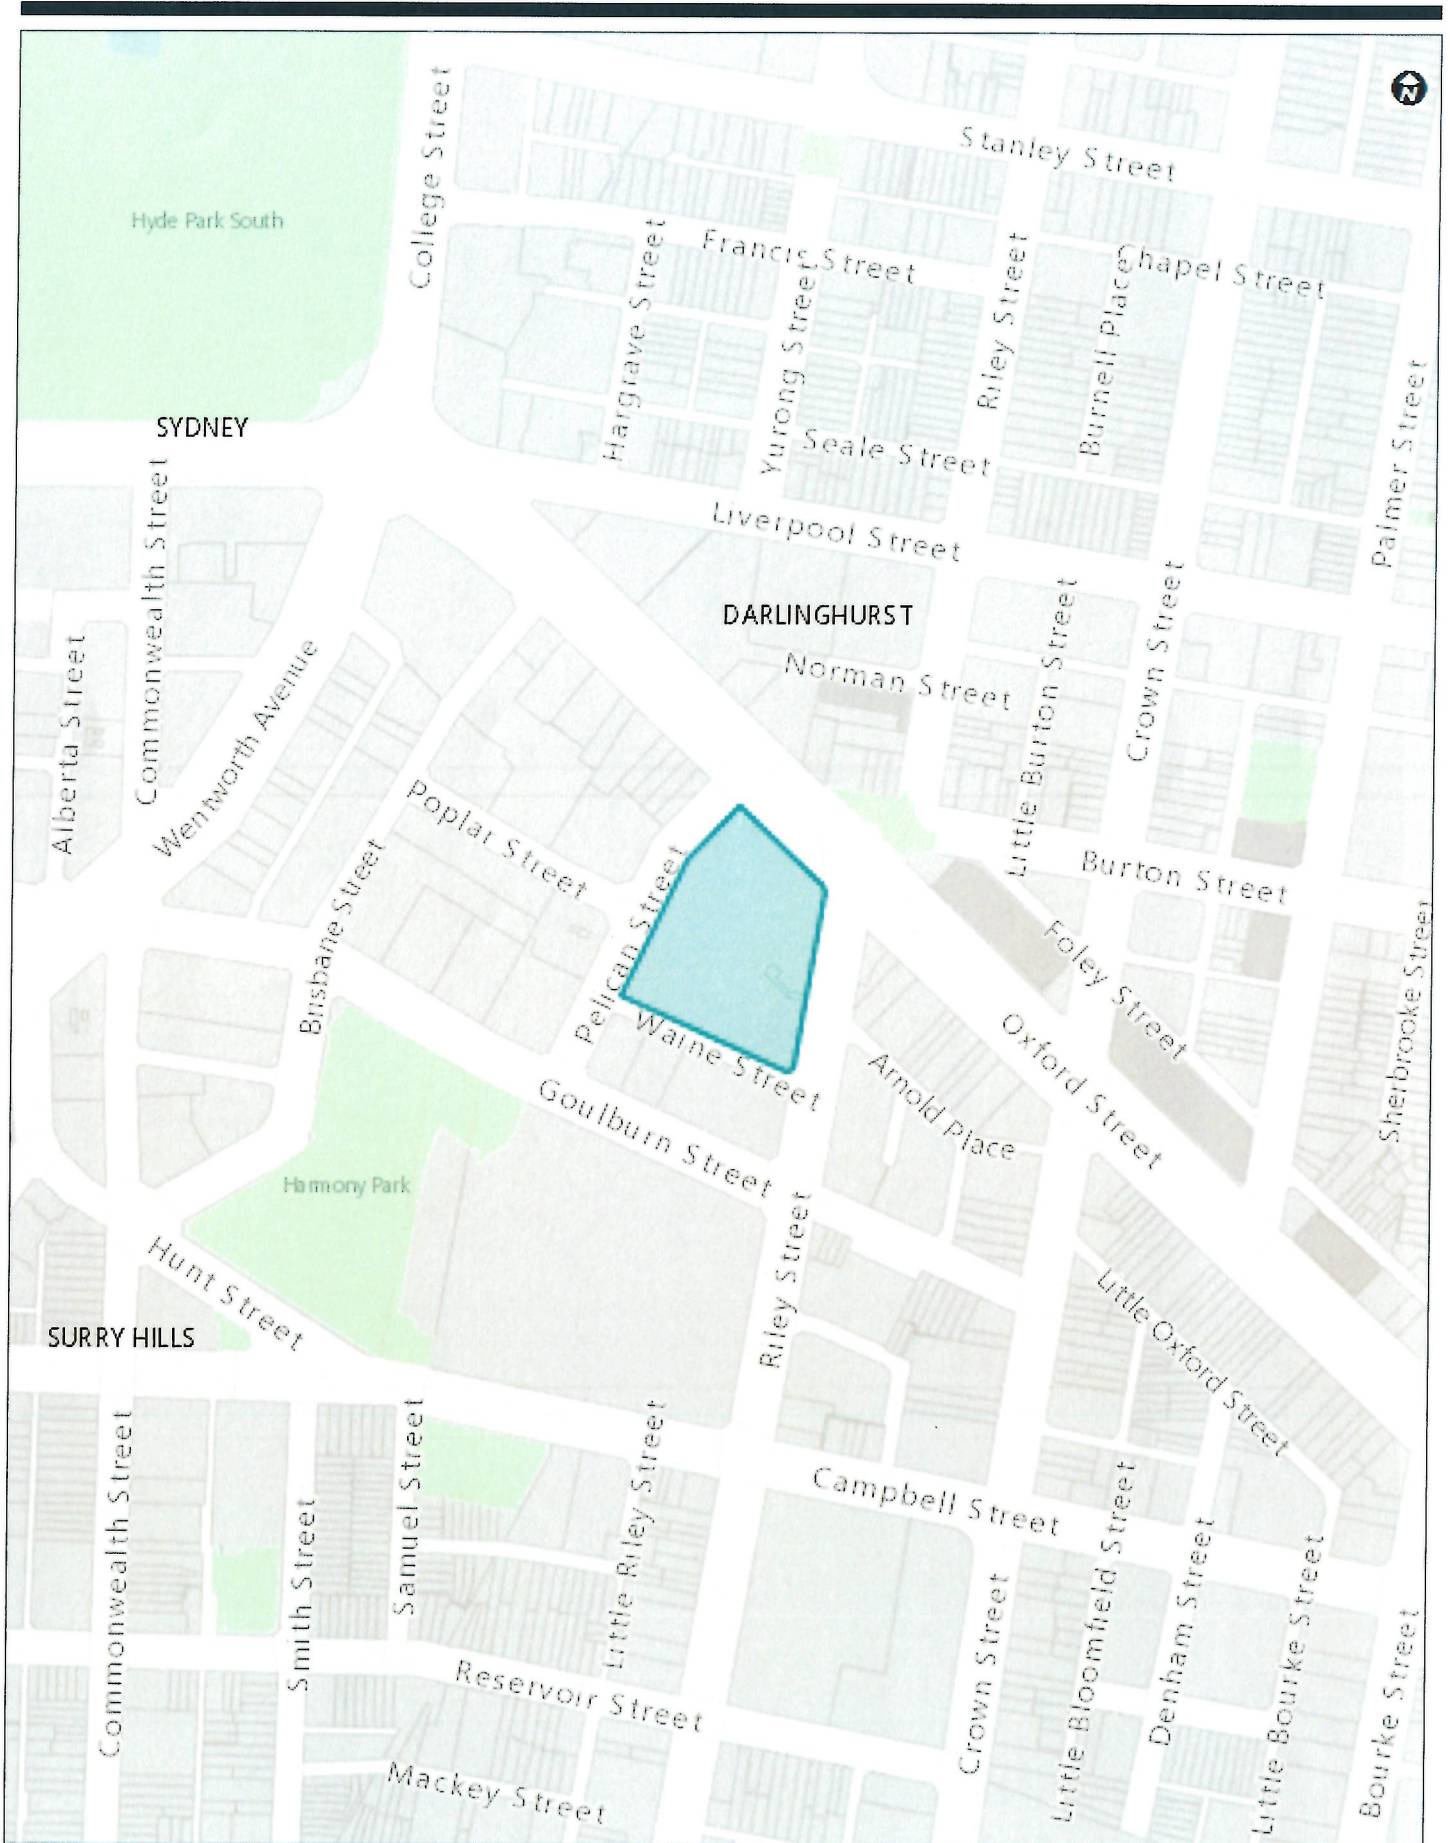 N
Stanley Street
College Street
Hyde Park South
Francis Street
Chapel Street
Hargrave Street
Yurong Street
Riley Street
Burnell Place
Palmer Street
SYDNEY
Seale Street
Commonwealth Street
Liverpool Street
DARLINGHURST
Norman Street
Little Burton Street
Crown Street
Alberta Street
Wentworth Avenue
Poplar Street
Brisbane Street
Pelican Street
Burton Street
Foley Street
Sherbrooke Street
Waine Street
Oxford Street
Arnold Place
Goulburn Street
Harmony Park
Hunt Street
Riley Street
Little Oxford Street
SURRY HILLS
Commonwealth Street
Samuel Street
Smith Street
Little Riley Street
Campbell Street
Crown Street
Little Bloomfield Street
Denham Street
Little Bourke Street
Bourke Street
Reservoir Street
Mackey Street